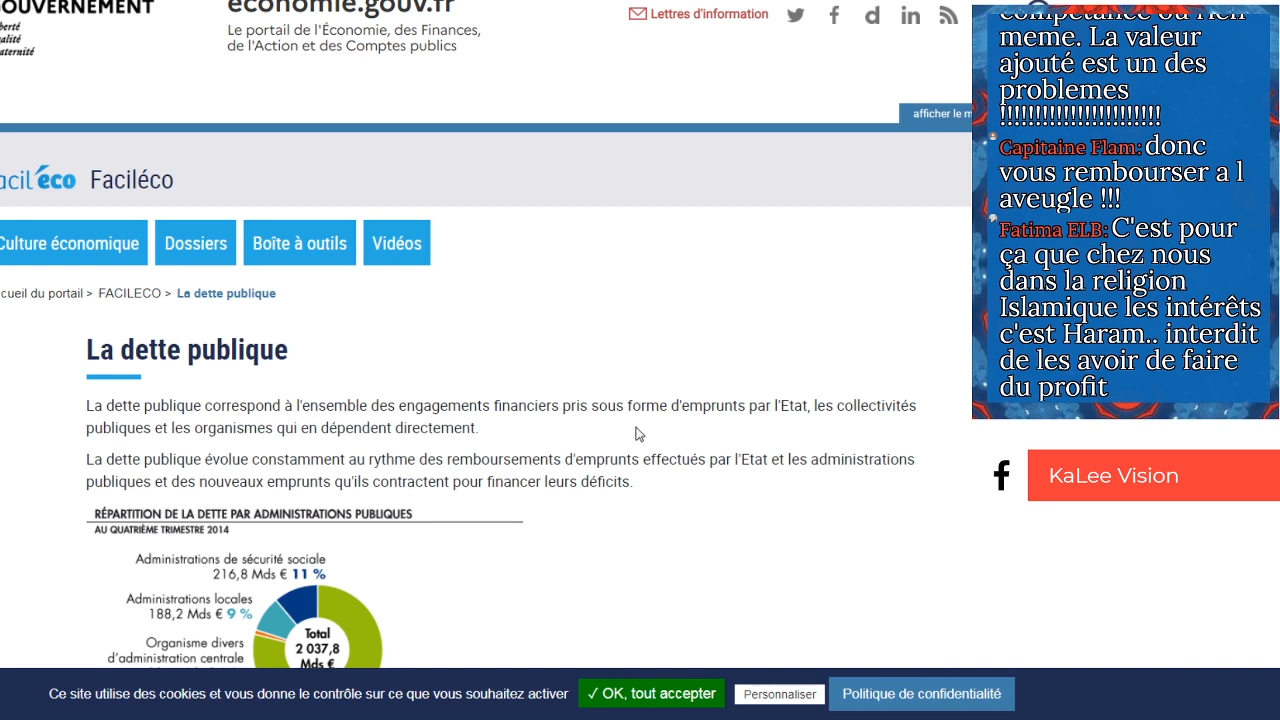 GOUVERNEMENT
économie.gouv.fr
Le portail de l'Économie, des Finances,
de l'Action et des Comptes publics
Lettres d'information
afficher le m
Faciléco
Culture économique
Dossiers
Boîte à outils
Vidéos
cueil du portail > FACILECO > La dette publique
La dette publique
La dette publique correspond à l'ensemble des engagements financiers pris sous forme d'emprunts par l'Etat, les collectivités
publiques et les organismes qui en dépendent directement.
La dette publique évolue constamment au rythme des remboursements d'emprunts effectués par l'Etat et les administrations
publiques et des nouveaux emprunts qu'ils contractent pour financer leurs déficits.
RÉPARTITION DE LA DETTE PAR ADMINISTRATIONS PUBLIQUES
AU QUATRIÈME TRIMESTRE 2014
Administrations de sécurité sociale
216,8 Mds € 11 %
Administrations locales
188,2 Mds € 9 %
Organisme divers
d'administration centrale
Total
2 037,8
Mds €
meme. La valeur
ajouté est un des
problemes
!!!!!!!!!!!!!!!!!!!!!!!
Capitaine Flam: donc
vous rembourser a l
aveugle !!!
Fatima ELB: C'est pour
ça que chez nous
dans la religion
Islamique les intérêts
c'est Haram.. interdit
de les avoir de faire
du profit
KaLee Vision
Ce site utilise des cookies et vous donne le contrôle sur ce que vous souhaitez activer
✓ OK, tout accepter
Personnaliser
Politique de confidentialité